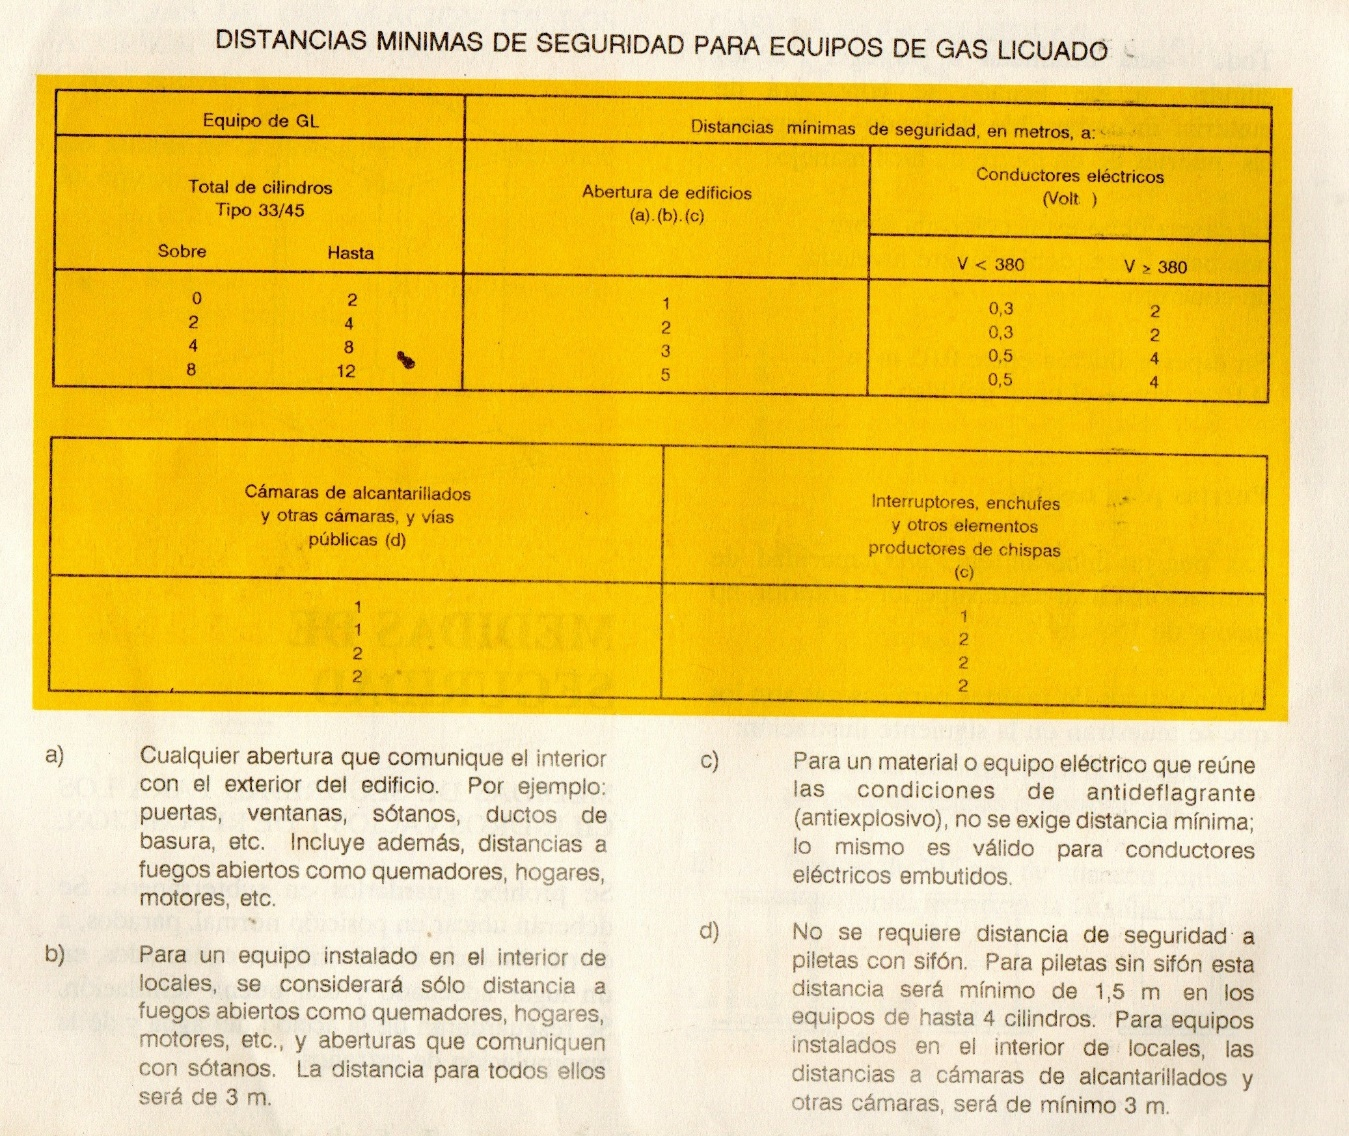 DISTANCIAS MINIMAS DE SEGURIDAD PARA EQUIPOS DE GAS LICUADO
Equipo de GL
Distancias mínimas de seguridad, en metros, a:
Total de cilindros
Tipo 33/45
Abertura de edificios
(a).(b).(c)
Conductores eléctricos
(Volt )
Sobre Hasta
V < 380 V ≥ 380
0 2 1 0,3 2
2 4 2 0,3 2
4 8 3 0,5 4
8 12 5 0,5 4
Cámaras de alcantarillados
y otras cámaras, y vías
públicas (d)
Interruptores, enchufes
y otros elementos
productores de chispas
(c)
1 1
1 2
2 2
2 2
a) Cualquier abertura que comunique el interior
con el exterior del edificio. Por ejemplo:
puertas, ventanas, sótanos, ductos de
basura, etc. Incluye además, distancias a
fuegos abiertos como quemadores, hogares,
motores, etc.
b) Para un equipo instalado en el interior de
locales, se considerará sólo distancia a
fuegos abiertos como quemadores, hogares,
motores, etc., y aberturas que comuniquen
con sótanos. La distancia para todos ellos
será de 3 m.
c) Para un material o equipo eléctrico que reúne
las condiciones de antideflagrante
(antiexplosivo), no se exige distancia mínima;
lo mismo es válido para conductores
eléctricos embutidos.
d) No se requiere distancia de seguridad a
piletas con sifón. Para piletas sin sifón esta
distancia será mínimo de 1,5 m en los
equipos de hasta 4 cilindros. Para equipos
instalados en el interior de locales, las
distancias a cámaras de alcantarillados y
otras cámaras, será de mínimo 3 m.